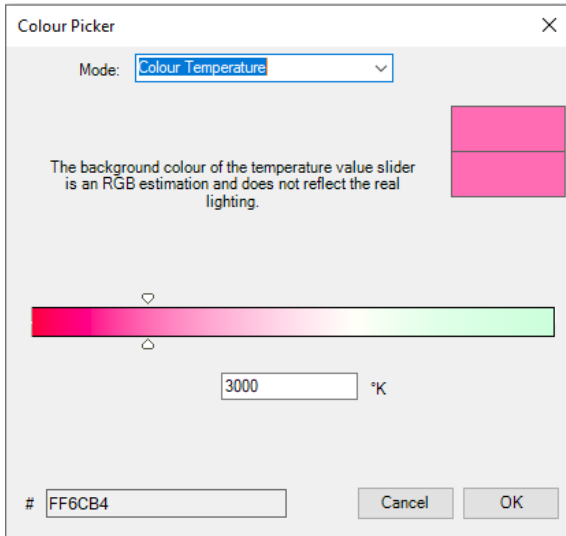 Colour Picker
Mode: Colour Temperature
The background colour of the temperature value slider
is an RGB estimation and does not reflect the real
lighting.
3000 °K
# FF6CB4 Cancel OK